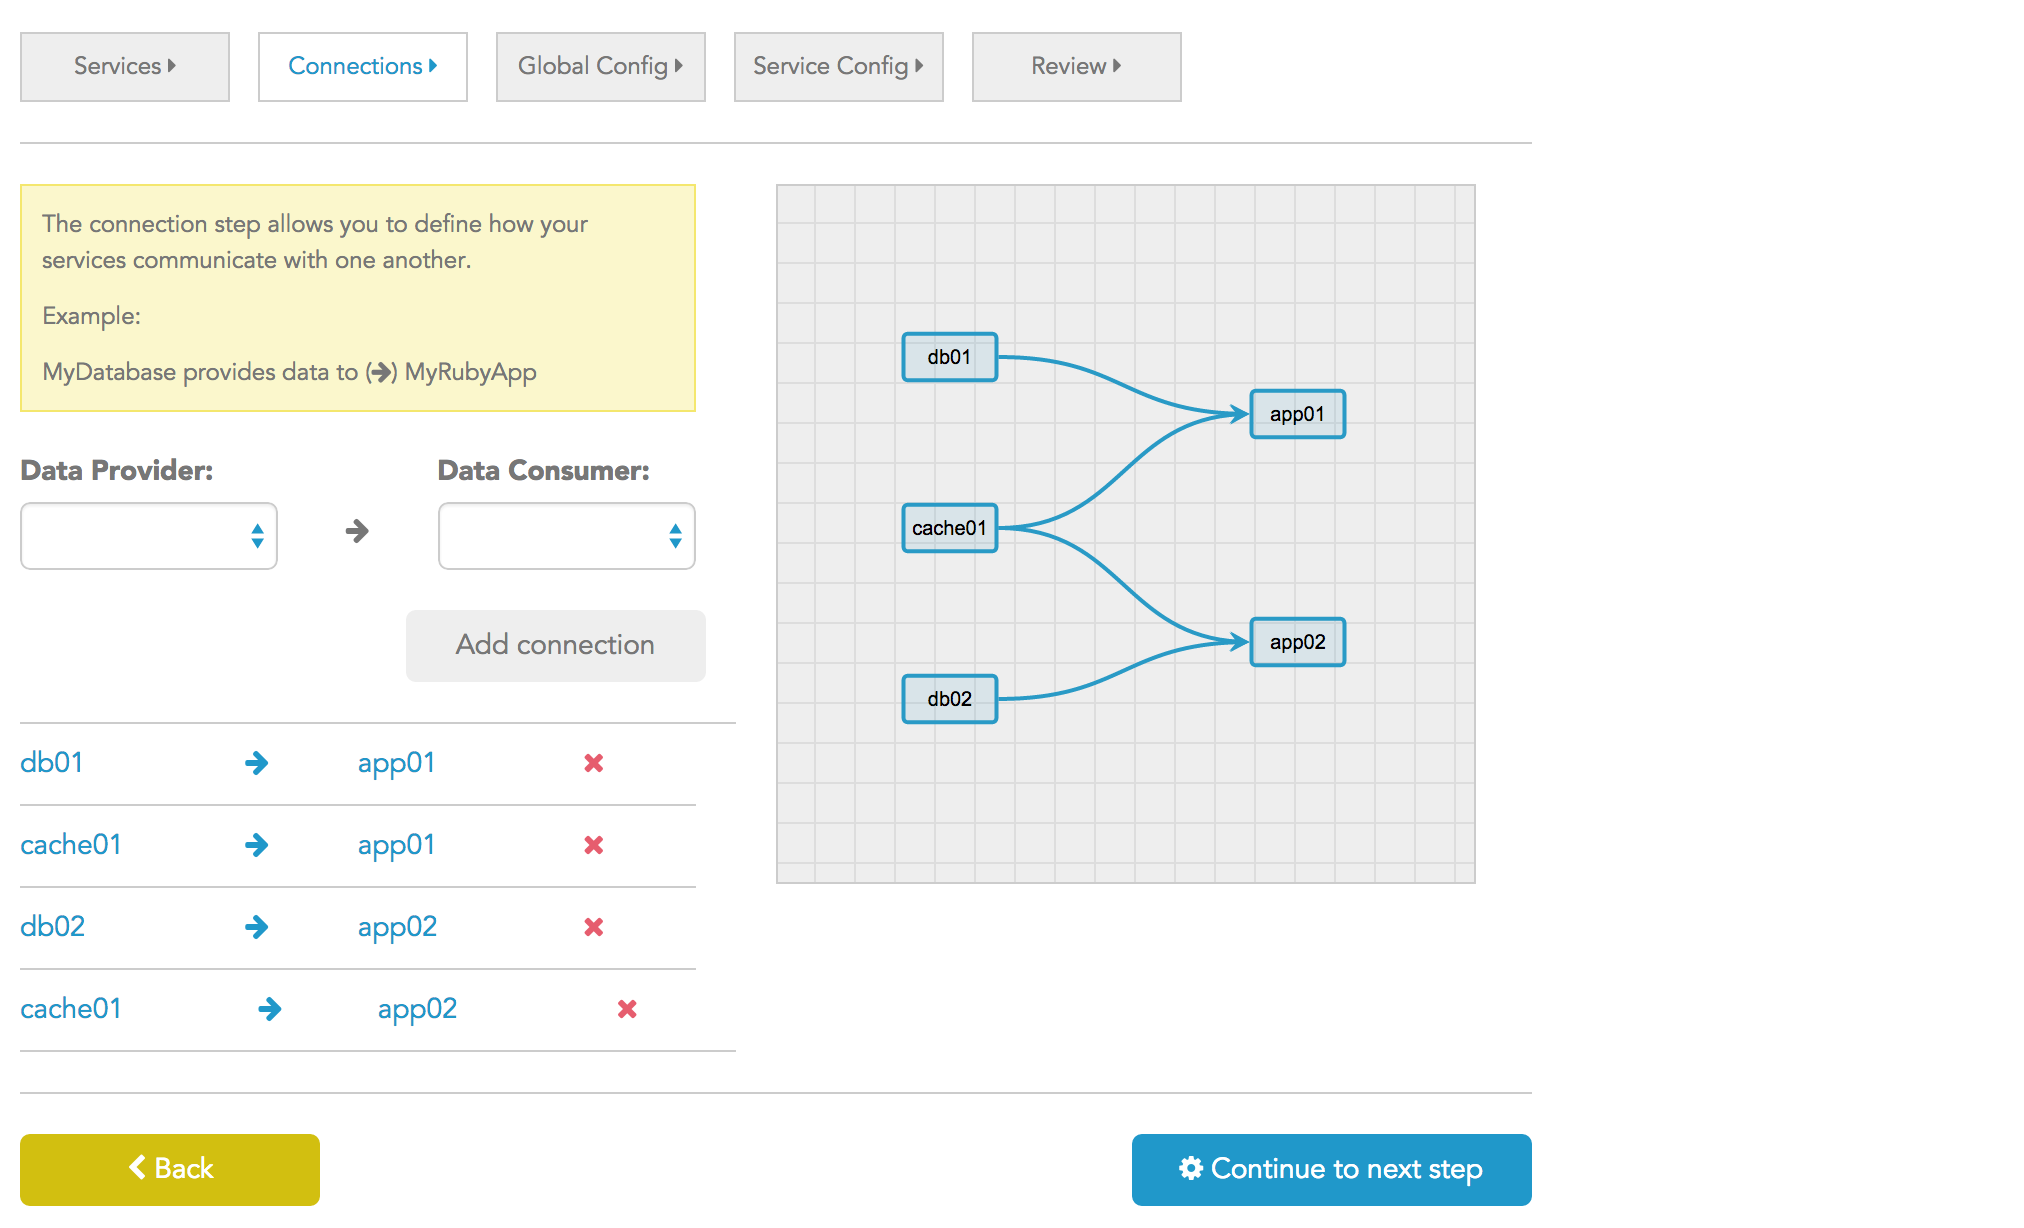 Services
Connections
Global Config
Service Config
Review
The connection step allows you to define how your
services communicate with one another.
Example:
MyDatabase provides data to (➔) MyRubyApp
Data Provider:
Data Consumer:
Add connection
db01 ➔ app01 ✖
cache01 ➔ app01 ✖
db02 ➔ app02 ✖
cache01 ➔ app02 ✖
db01
app01
cache01
app02
db02
Back
Continue to next step